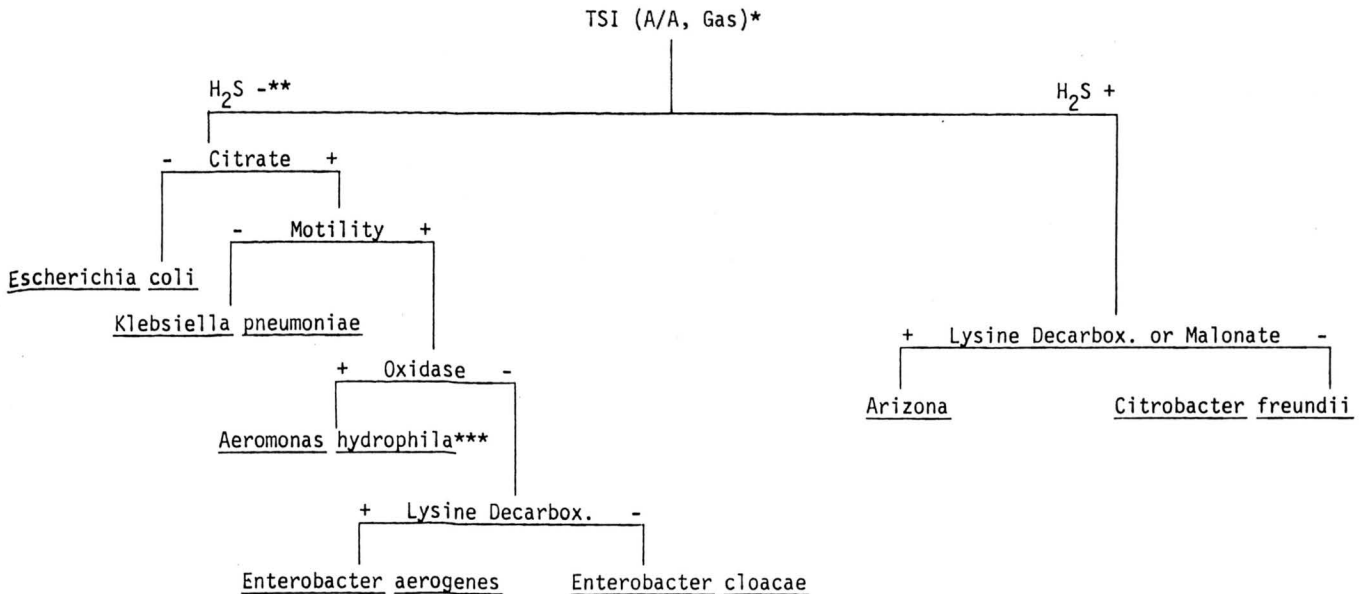 TSI (A/A, Gas)*
H2S -**
H2S +
- Citrate +
- Motility +
Escherichia coli
Klebsiella pneumoniae
+ Lysine Decarbox. or Malonate -
+ Oxidase -
Arizona
Citrobacter freundii
Aeromonas hydrophila***
+ Lysine Decarbox. -
Enterobacter aerogenes
Enterobacter cloacae